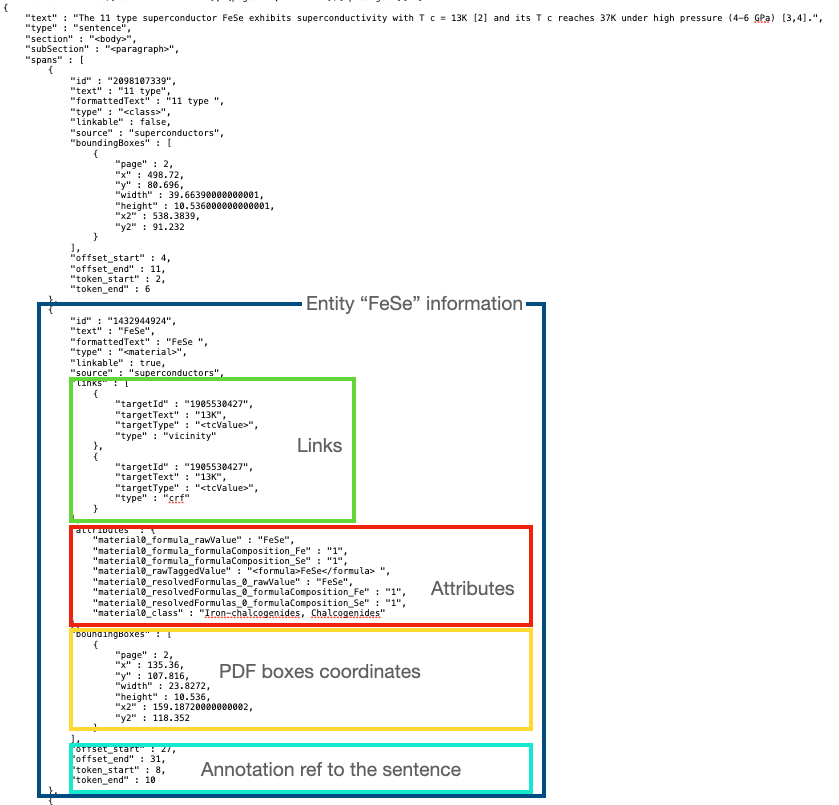 {
"text" : "The 11 type superconductor FeSe exhibits superconductivity with T c = 13K [2] and its T c reaches 37K under high pressure (4-6 GPa) [3,4].",
"type" : "sentence",
"section" : "<body>",
"subSection" : "<paragraph>",
"spans" : [
{
"id" : "2098107339",
"text" : "11 type",
"formattedText" : "11 type ",
"type" : "<class>",
"linkable" : false,
"source" : "superconductors",
"boundingBoxes" : [
{
"page" : 2,
"x" : 498.72,
"y" : 80.696,
"width" : 39.66390000000001,
"height" : 10.536000000000001,
"x2" : 538.3839,
"y2" : 91.232
}
],
"offset_start" : 4,
"offset_end" : 11,
"token_start" : 2,
"token_end" : 6
},
Entity “FeSe” information
{
"id" : "1432944924",
"text" : "FeSe",
"formattedText" : "FeSe ",
"type" : "<material>",
"linkable" : true,
"source" : "superconductors",
"links" : [
{
"targetId" : "1905530427",
"targetText" : "13K",
"targetType" : "<tcValue>",
"type" : "vicinity"
},
Links
{
"targetId" : "1905530427",
"targetText" : "13K",
"targetType" : "<tcValue>",
"type" : "crf"
}
"attributes" : {
"material0_formula_rawValue" : "FeSe",
"material0_formula_formulaComposition_Fe" : "1",
"material0_formula_formulaComposition_Se" : "1",
"material0_rawTaggedValue" : "<formula>FeSe</formula> ",
"material0_resolvedFormulas_0_rawValue" : "FeSe",
"material0_resolvedFormulas_0_formulaComposition_Fe" : "1",
"material0_resolvedFormulas_0_formulaComposition_Se" : "1",
"material0_class" : "Iron-chalcogenides, Chalcogenides"
Attributes
"boundingBoxes" : [
{
"page" : 2,
"x" : 135.36,
"y" : 107.816,
"width" : 23.8272,
"height" : 10.536,
"x2" : 159.18720000000002,
"y2" : 118.352
}
PDF boxes coordinates
],
"offset_start" : 27,
"offset_end" : 31,
"token_start" : 8,
"token_end" : 10
Annotation ref to the sentence
},
{